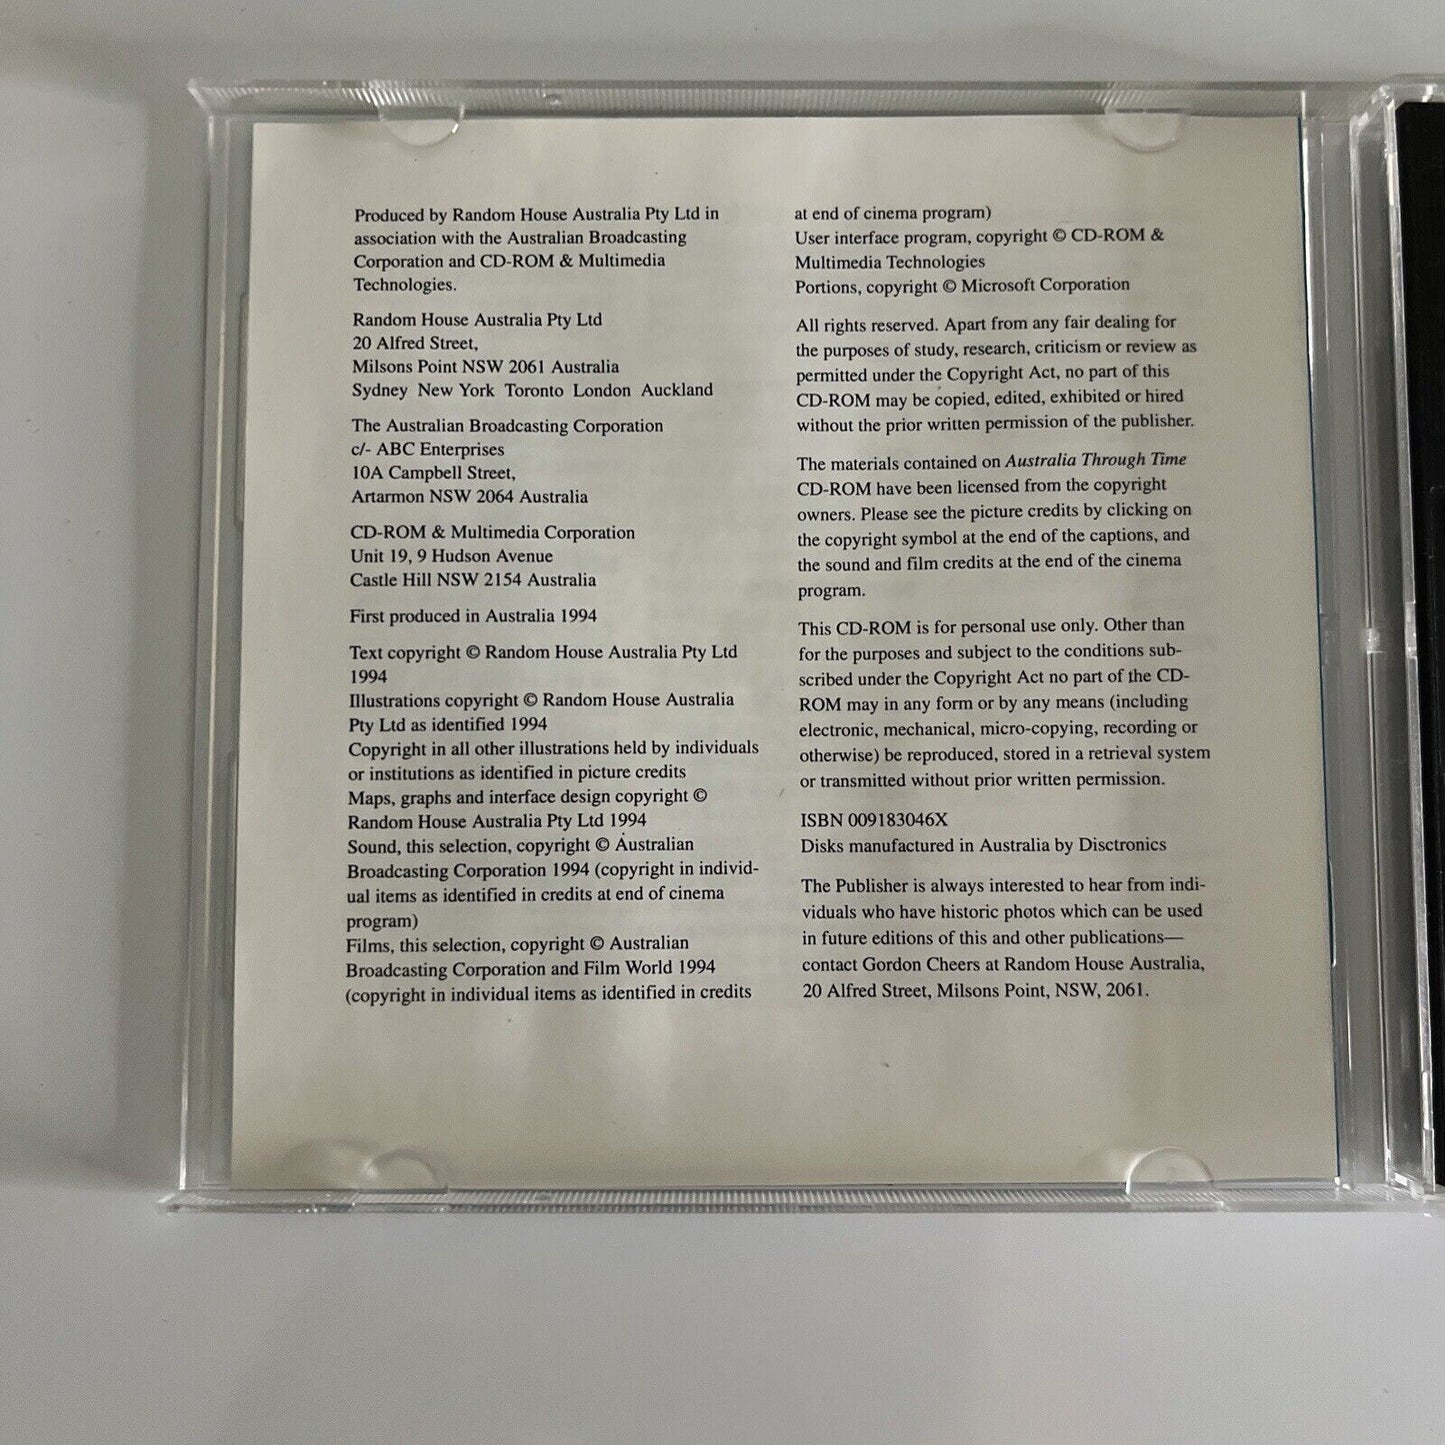 Produced by Random House Australia Pty Ltd in
association with the Australian Broadcasting
Corporation and CD-ROM & Multimedia
Technologies.
Random House Australia Pty Ltd
20 Alfred Street,
Milsons Point NSW 2061 Australia
Sydney New York Toronto London Auckland
The Australian Broadcasting Corporation
c/- ABC Enterprises
10A Campbell Street,
Artarmon NSW 2064 Australia
CD-ROM & Multimedia Corporation
Unit 19, 9 Hudson Avenue
Castle Hill NSW 2154 Australia
First produced in Australia 1994
Text copyright © Random House Australia Pty Ltd
1994
Illustrations copyright © Random House Australia
Pty Ltd as identified 1994
Copyright in all other illustrations held by individuals
or institutions as identified in picture credits
Maps, graphs and interface design copyright ©
Random House Australia Pty Ltd 1994
Sound, this selection, copyright © Australian
Broadcasting Corporation 1994 (copyright in individ-
ual items as identified in credits at end of cinema
program)
Films, this selection, copyright © Australian
Broadcasting Corporation and Film World 1994
(copyright in individual items as identified in credits
at end of cinema program)
User interface program, copyright © CD-ROM &
Multimedia Technologies
Portions, copyright © Microsoft Corporation
All rights reserved. Apart from any fair dealing for
the purposes of study, research, criticism or review as
permitted under the Copyright Act, no part of this
CD-ROM may be copied, edited, exhibited or hired
without the prior written permission of the publisher.
The materials contained on Australia Through Time
CD-ROM have been licensed from the copyright
owners. Please see the picture credits by clicking on
the copyright symbol at the end of the captions, and
the sound and film credits at the end of the cinema
program.
This CD-ROM is for personal use only. Other than
for the purposes and subject to the conditions sub-
scribed under the Copyright Act no part of the CD-
ROM may in any form or by any means (including
electronic, mechanical, micro-copying, recording or
otherwise) be reproduced, stored in a retrieval system
or transmitted without prior written permission.
ISBN 009183046X
Disks manufactured in Australia by Disctronics
The Publisher is always interested to hear from indi-
viduals who have historic photos which can be used
in future editions of this and other publications—
contact Gordon Cheers at Random House Australia,
20 Alfred Street, Milsons Point, NSW, 2061.